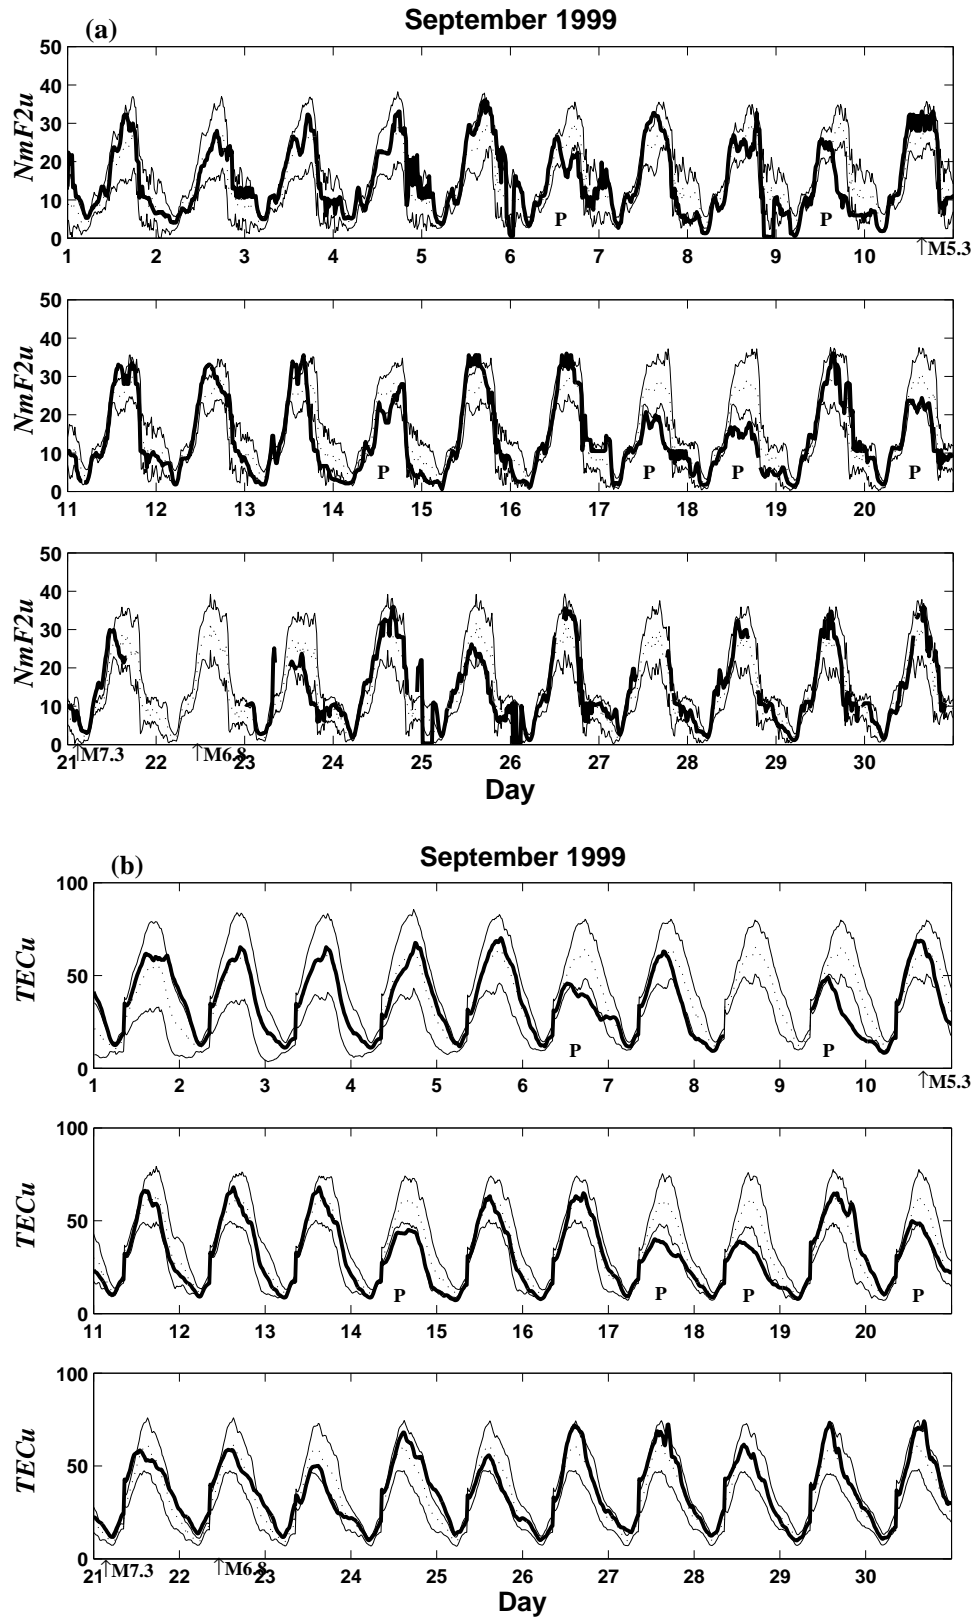 (a)
September 1999
NmF2u
50
40
30
20
10
0
P P
1 2 3 4 5 6 7 8 9 10
↑M5.3
NmF2u
50
40
30
20
10
0
P P P P
11 12 13 14 15 16 17 18 19 20
NmF2u
50
40
30
20
10
0
21 22 23 24 25 26 27 28 29 30
↑M7.3 ↑M6.8
Day
(b)
September 1999
TECu
100
50
0
P P
1 2 3 4 5 6 7 8 9 10
↑M5.3
TECu
100
50
0
P P P P
11 12 13 14 15 16 17 18 19 20
TECu
100
50
0
21 22 23 24 25 26 27 28 29 30
↑M7.3 ↑M6.8
Day